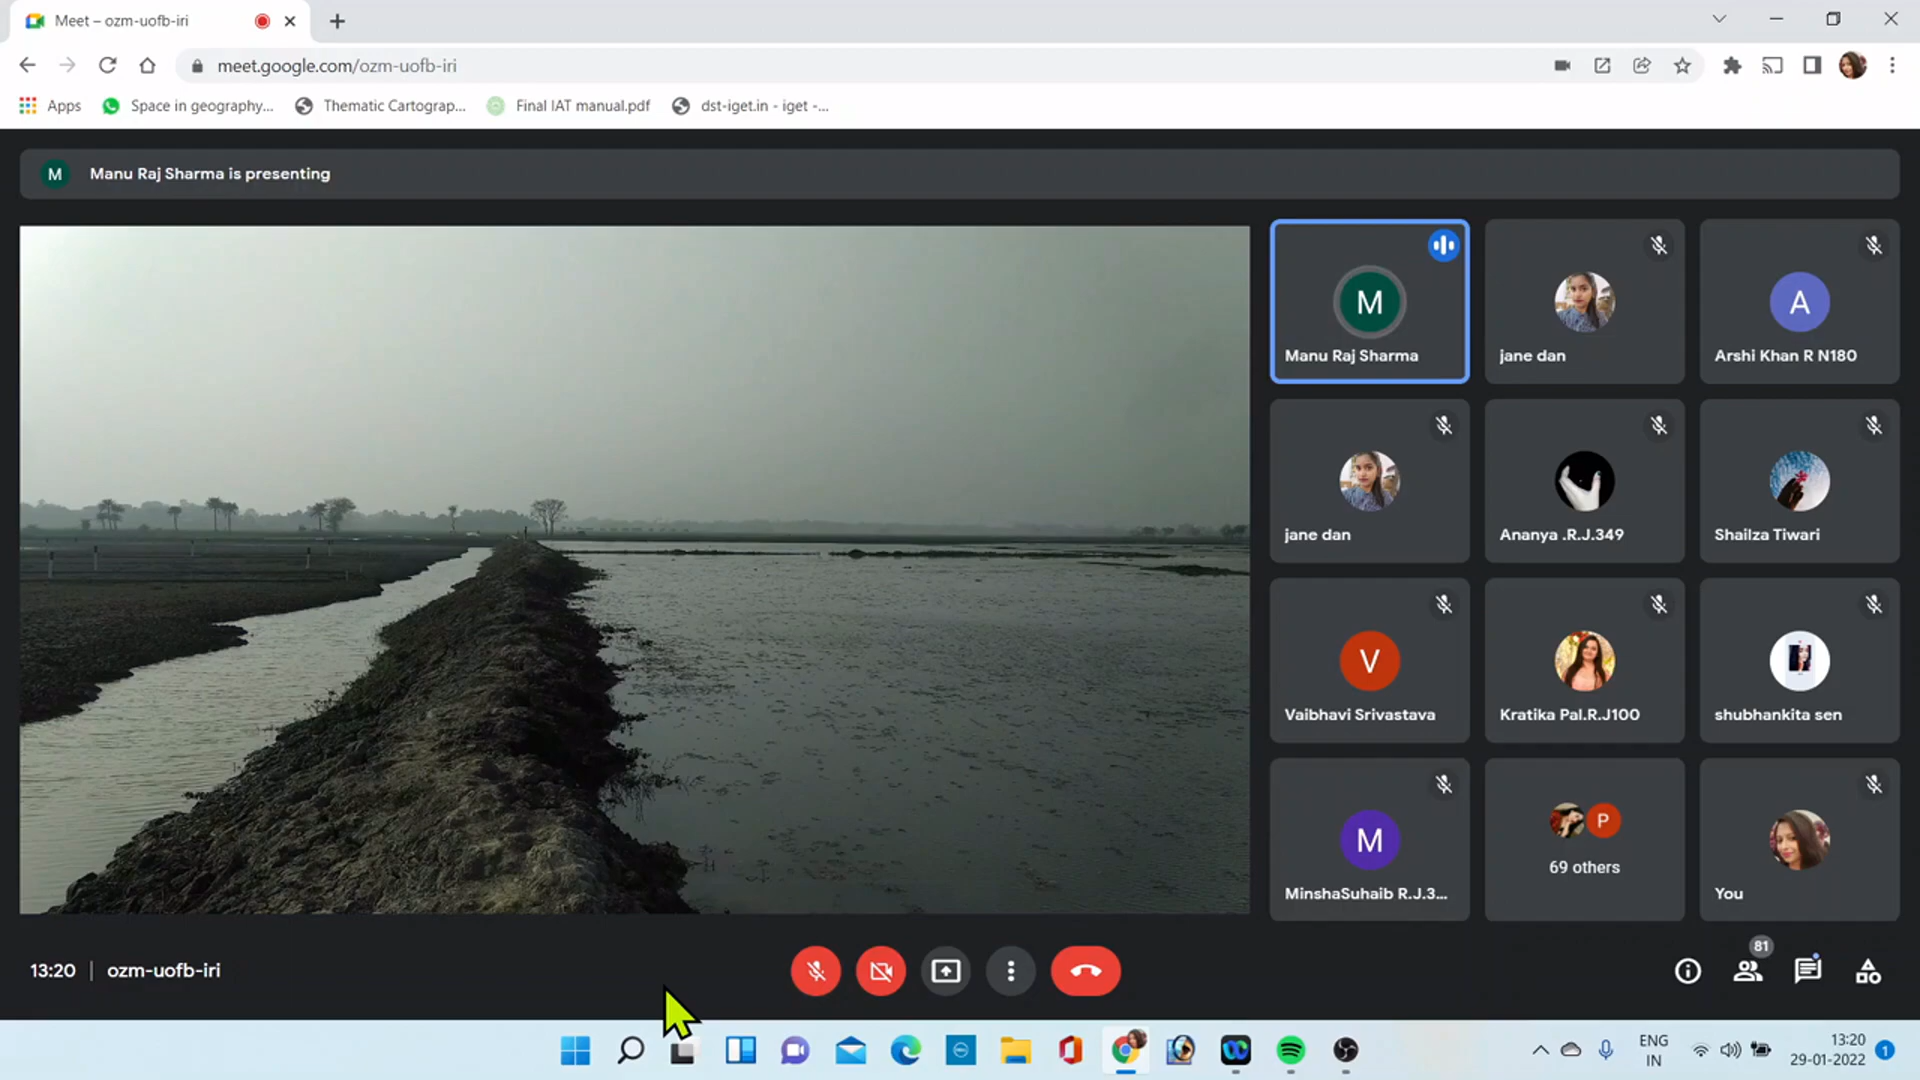 Meet – ozm-uofb-iri
meet.google.com/ozm-uofb-iri
Apps
Space in geography...
Thematic Cartograp...
Final IAT manual.pdf
dst-iget.in - iget -...
M
Manu Raj Sharma is presenting
M
Manu Raj Sharma
jane dan
A
Arshi Khan R N180
jane dan
Ananya .R.J.349
Shailza Tiwari
V
Vaibhavi Srivastava
Kratika Pal.R.J100
shubhankita sen
M
MinshaSuhaib R.J.3...
P
69 others
You
13:20
ozm-uofb-iri
81
ENG
IN
13:20
29-01-2022
1